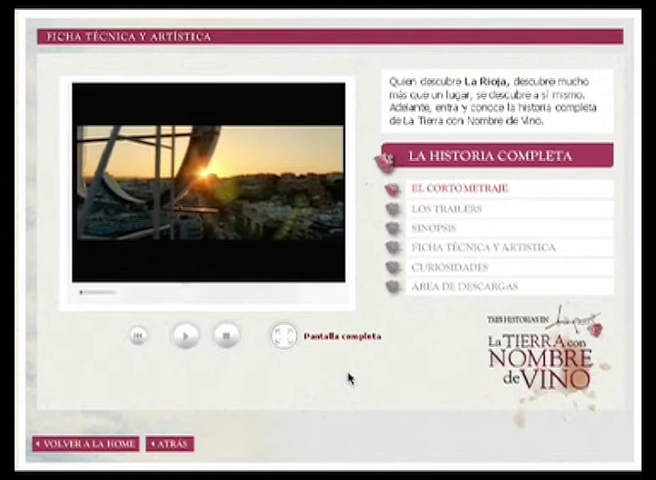 FICHA TÉCNICA Y ARTÍSTICA
Quien descubre La Rioja, descubre mucho
más que un lugar, se descubre a sí mismo.
Adelante, entra y conoce la historia completa
de La Tierra con Nombre de Vino.
LA HISTORIA COMPLETA
EL CORTOMETRAJE
LOS TRAILERS
SINOPSIS
FICHA TÉCNICA Y ARTISTICA
CURIOSIDADES
ÁREA DE DESCARGAS
Pantalla completa
TRES HISTORIAS EN
La TIERRA con
NOMBRE
de VINO
VOLVER A LA HOME
ATRÁS